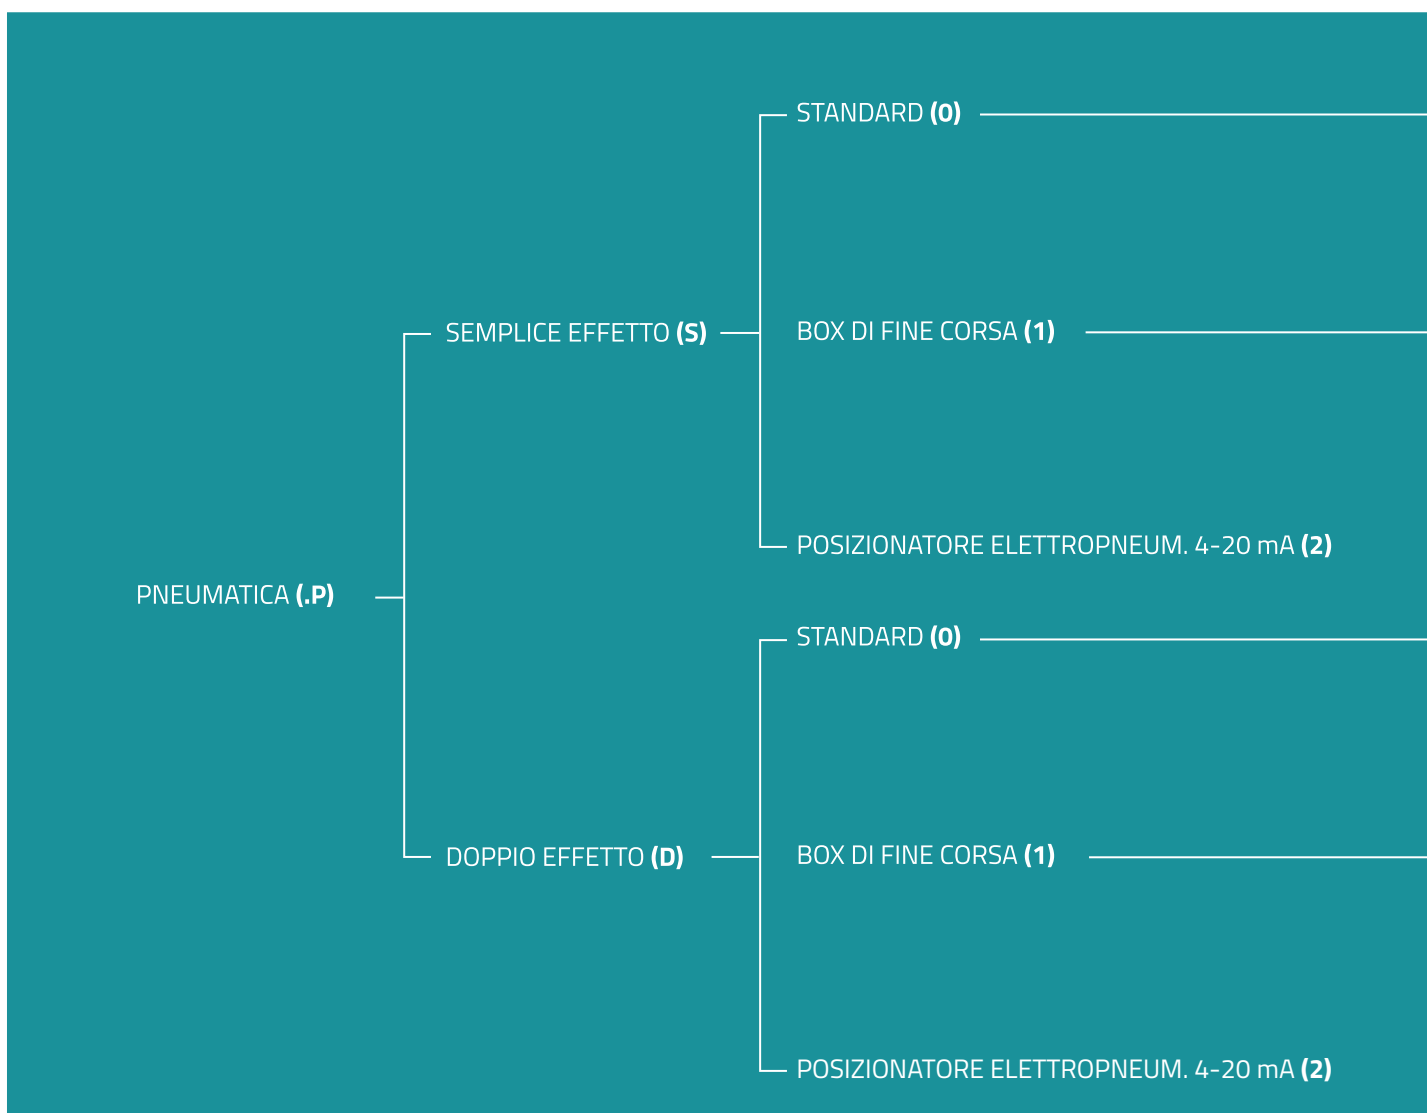 STANDARD (0)
SEMPLICE EFFETTO (S)
BOX DI FINE CORSA (1)
POSIZIONATORE ELETTROPNEUM. 4-20 mA (2)
PNEUMATICA (.P)
STANDARD (0)
DOPPIO EFFETTO (D)
BOX DI FINE CORSA (1)
POSIZIONATORE ELETTROPNEUM. 4-20 mA (2)